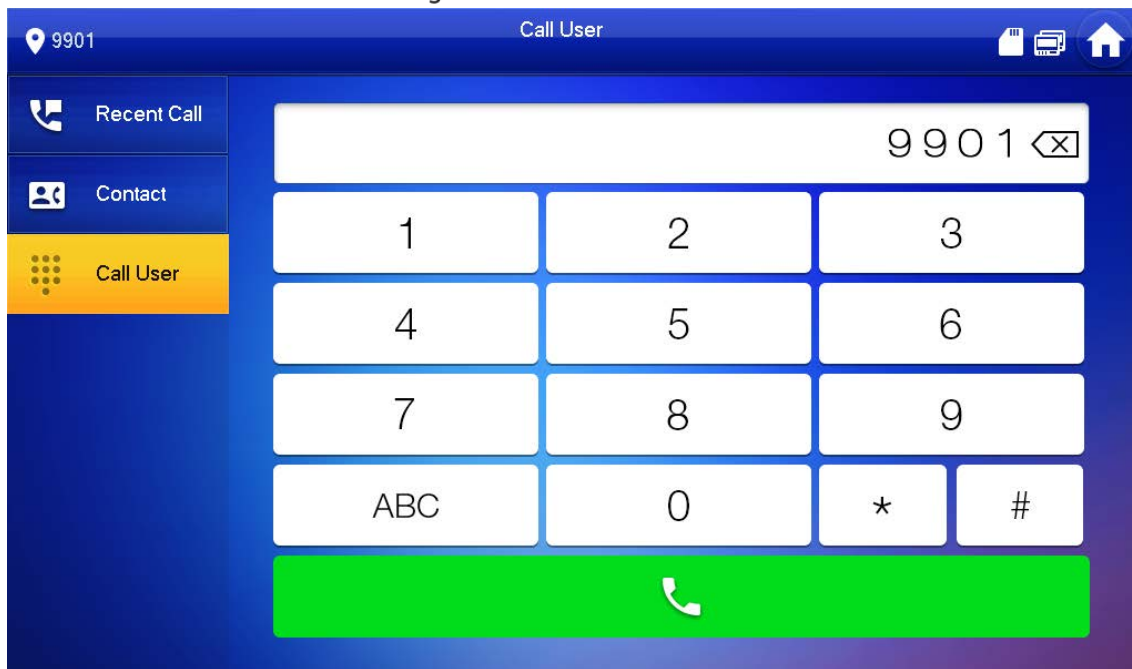 9901
Call User
Recent Call
Contact
Call User
9901
1 2 3
4 5 6
7 8 9
ABC 0 * #